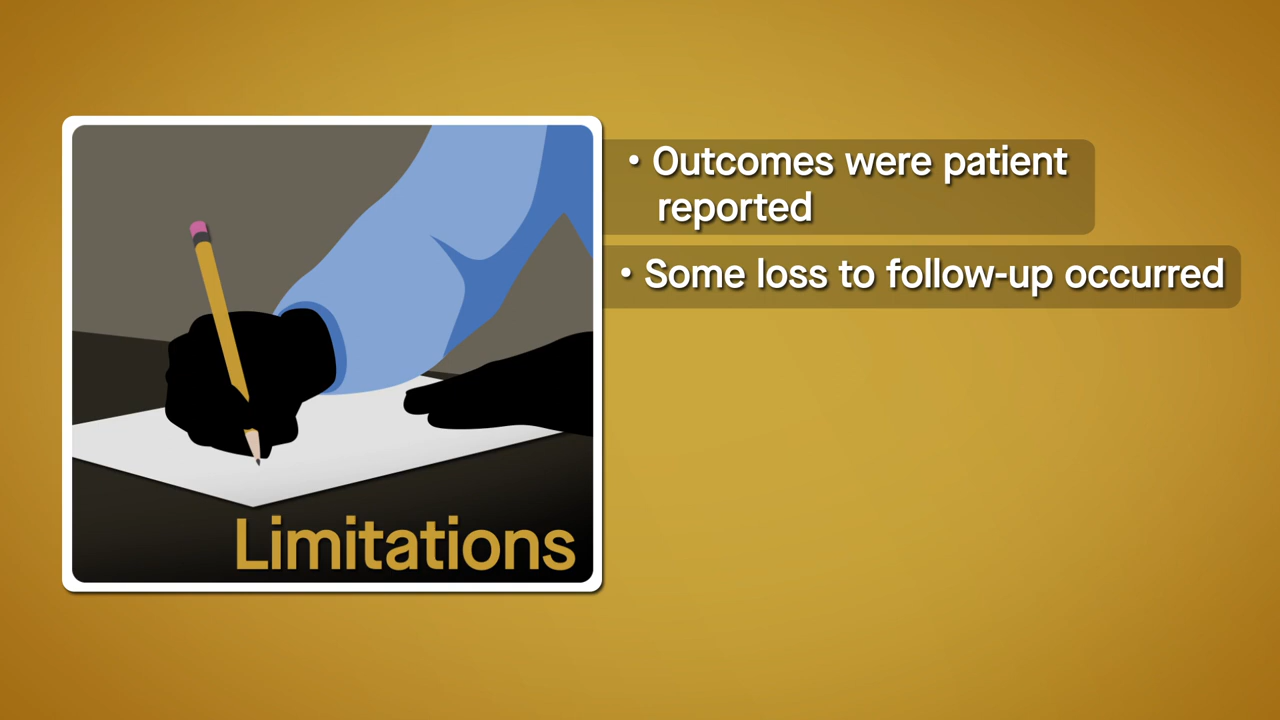 • Outcomes were patient
reported
• Some loss to follow-up occurred
Limitations